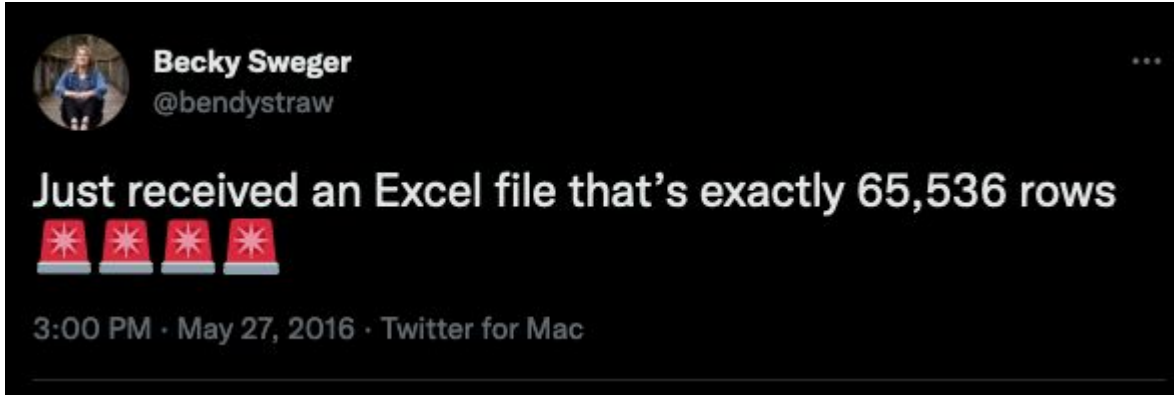 Becky Sweger
@bendystraw
Just received an Excel file that’s exactly 65,536 rows
🚨🚨🚨🚨
3:00 PM · May 27, 2016 · Twitter for Mac